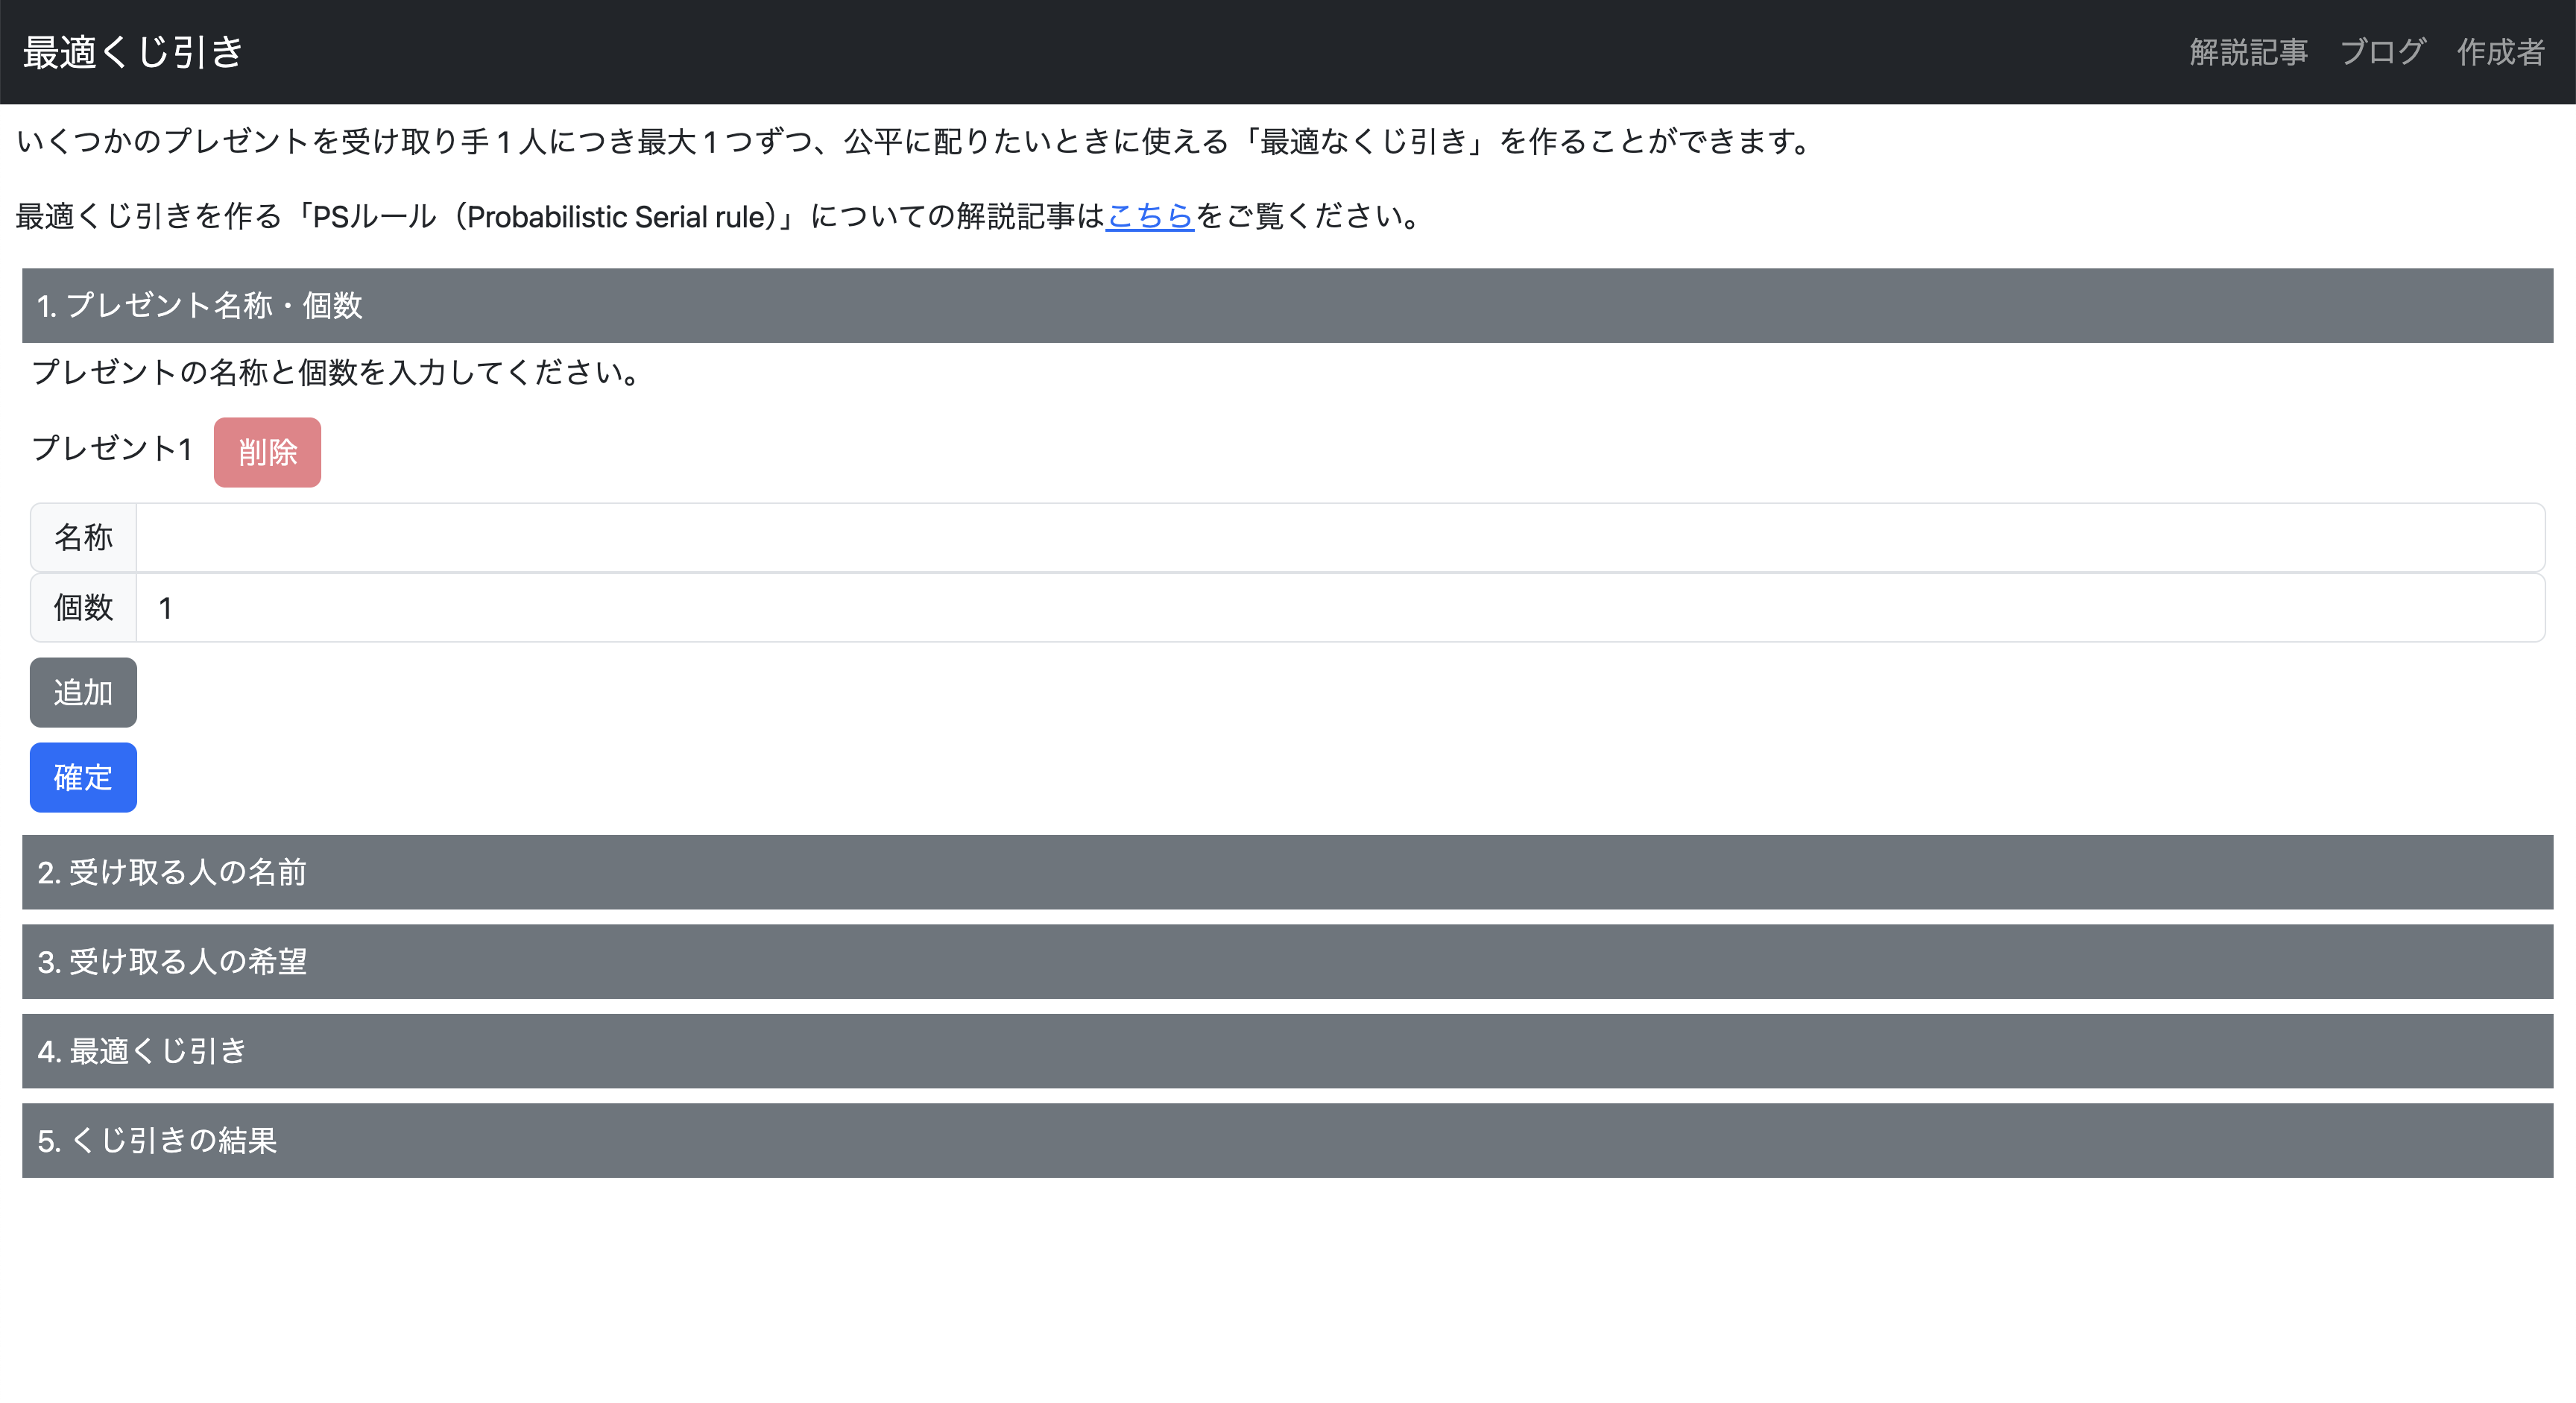 最適くじ引き
解説記事 ブログ 作成者
いくつかのプレゼントを受け取り手１人につき最大１つずつ、公平に配りたいときに使える「最適なくじ引き」を作ることができます。
最適くじ引きを作る「PSルール（Probabilistic Serial rule）」についての解説記事はこちらをご覧ください。
1. プレゼント名称・個数
プレゼントの名称と個数を入力してください。
プレゼント1 削除
名称
個数 1
追加
確定
2. 受け取る人の名前
3. 受け取る人の希望
4. 最適くじ引き
5. くじ引きの結果